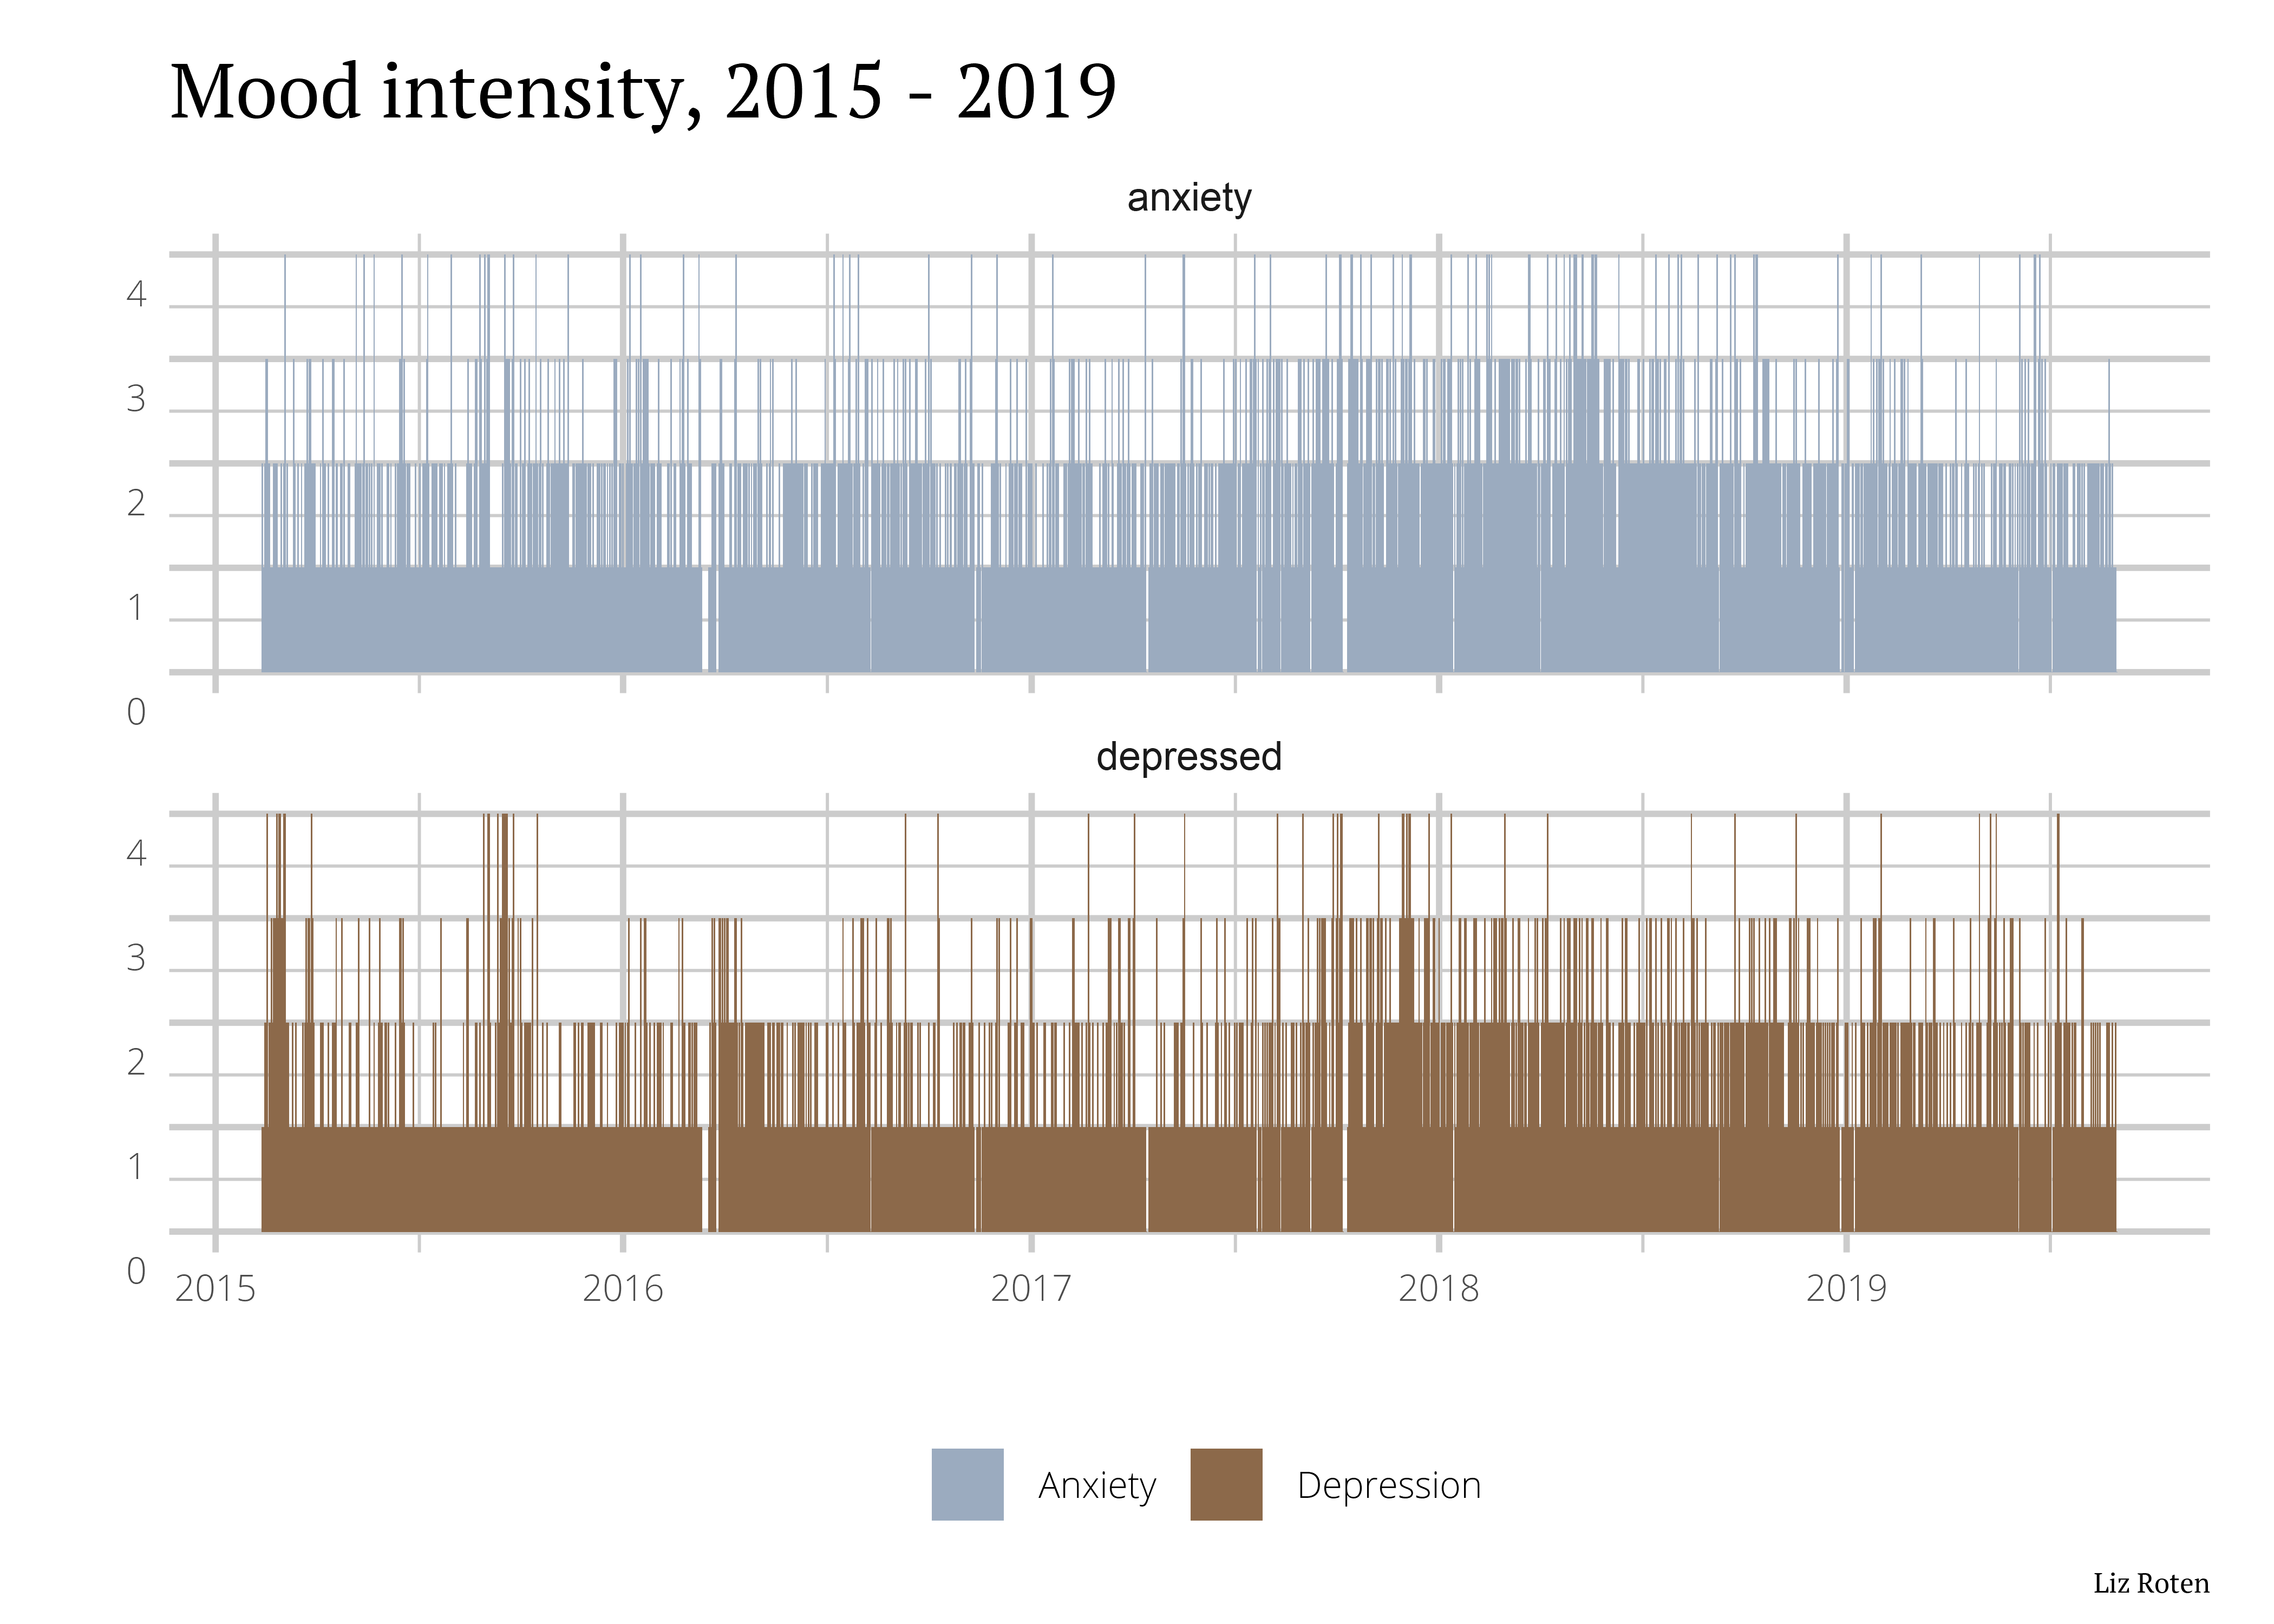 Mood intensity, 2015 - 2019
anxiety
4
3
2
1
0
depressed
4
3
2
1
0
2015 2016 2017 2018 2019
Anxiety Depression
Liz Roten